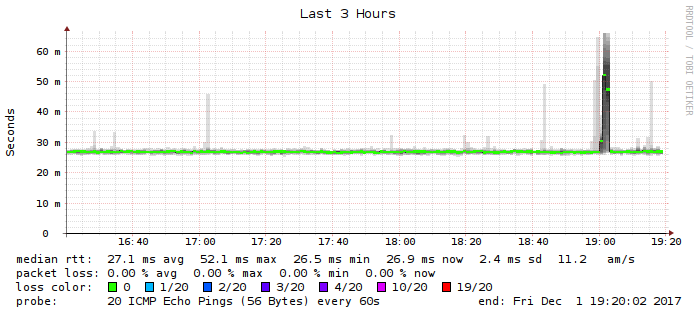 Last 3 Hours
RRDTOOL / TOBI OETIKER
Seconds
60 m
50 m
40 m
30 m
20 m
10 m
0
16:40 17:00 17:20 17:40 18:00 18:20 18:40 19:00 19:20
median rtt: 27.1 ms avg 52.1 ms max 26.5 ms min 26.9 ms now 2.4 ms sd 11.2 am/s
packet loss: 0.00 % avg 0.00 % max 0.00 % min 0.00 % now
loss color: 0 1/20 2/20 3/20 4/20 10/20 19/20
probe: 20 ICMP Echo Pings (56 Bytes) every 60s end: Fri Dec 1 19:20:02 2017